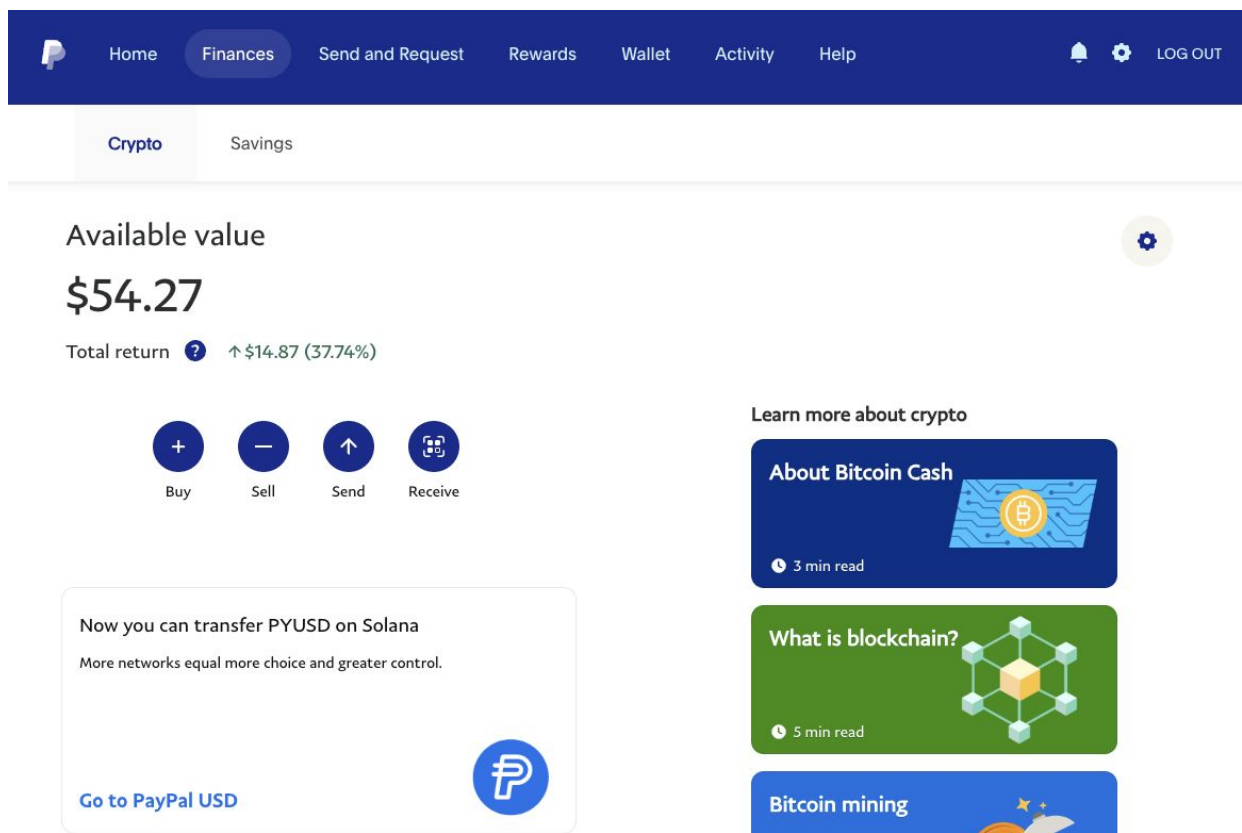 Home Finances Send and Request Rewards Wallet Activity Help LOG OUT
Crypto Savings
Available value
$54.27
Total return ? ↑ $14.87 (37.74%)
Buy Sell Send Receive
Now you can transfer PYUSD on Solana
More networks equal more choice and greater control.
Go to PayPal USD
Learn more about crypto
About Bitcoin Cash
3 min read
What is blockchain?
5 min read
Bitcoin mining